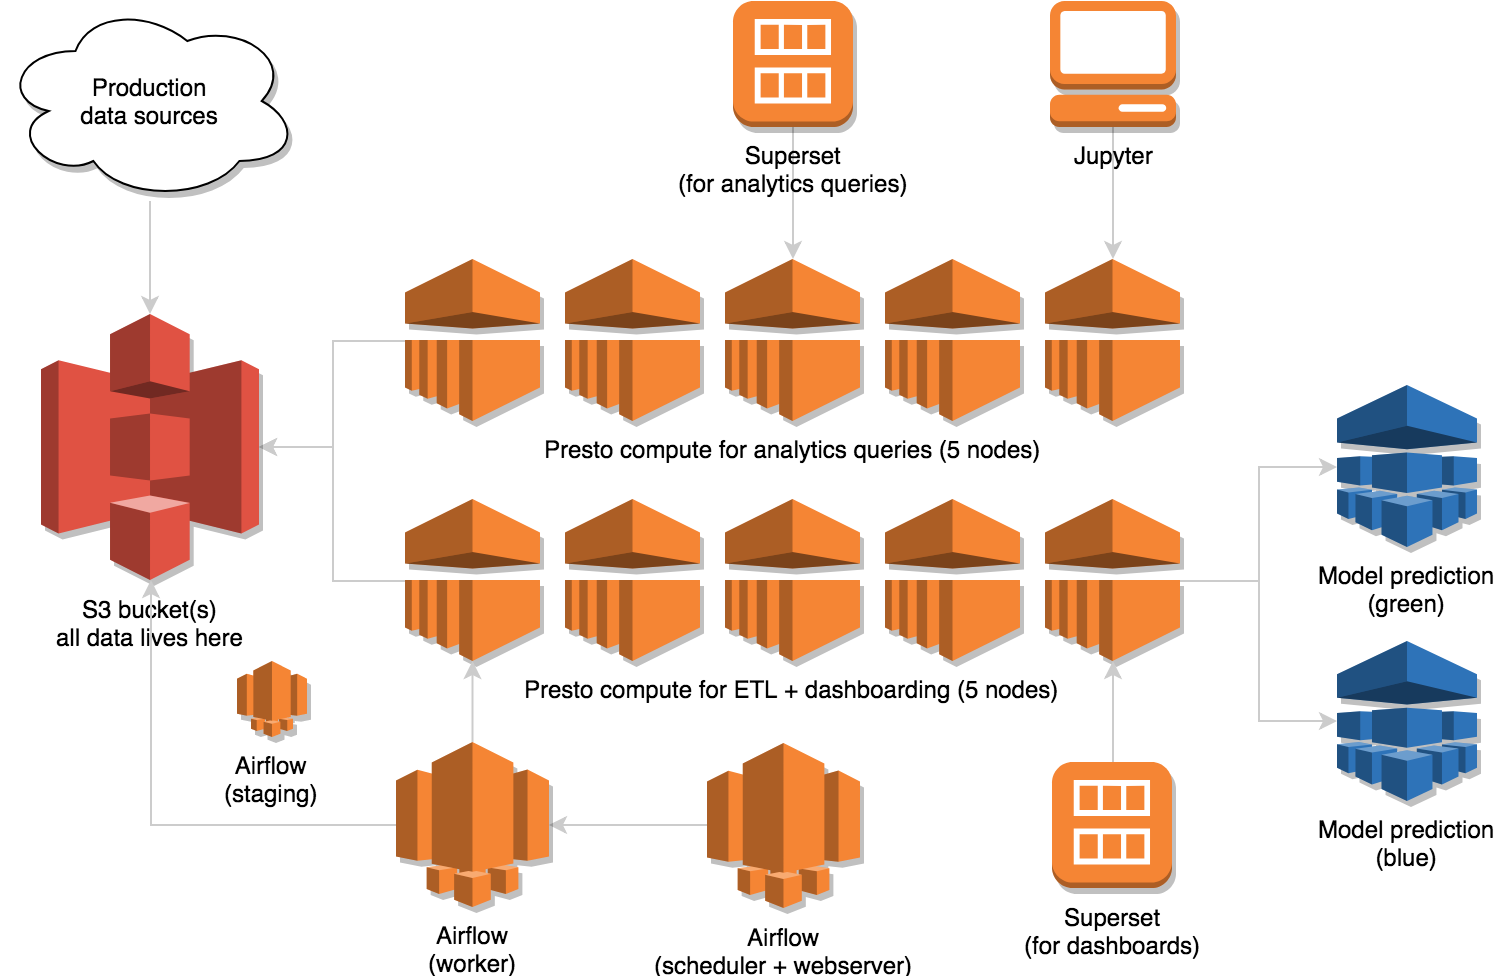 Production
data sources
Superset
(for analytics queries)
Jupyter
Presto compute for analytics queries (5 nodes)
S3 bucket(s)
all data lives here
Model prediction
(green)
Presto compute for ETL + dashboarding (5 nodes)
Airflow
(staging)
Model prediction
(blue)
Airflow
(worker)
Airflow
(scheduler + webserver)
Superset
(for dashboards)